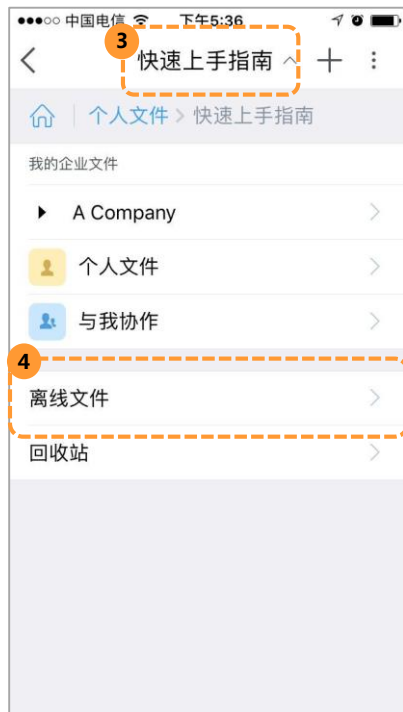 中国电信 下午5:36
3
快速上手指南
个人文件 > 快速上手指南
我的企业文件
A Company
个人文件
与我协作
4
离线文件
回收站